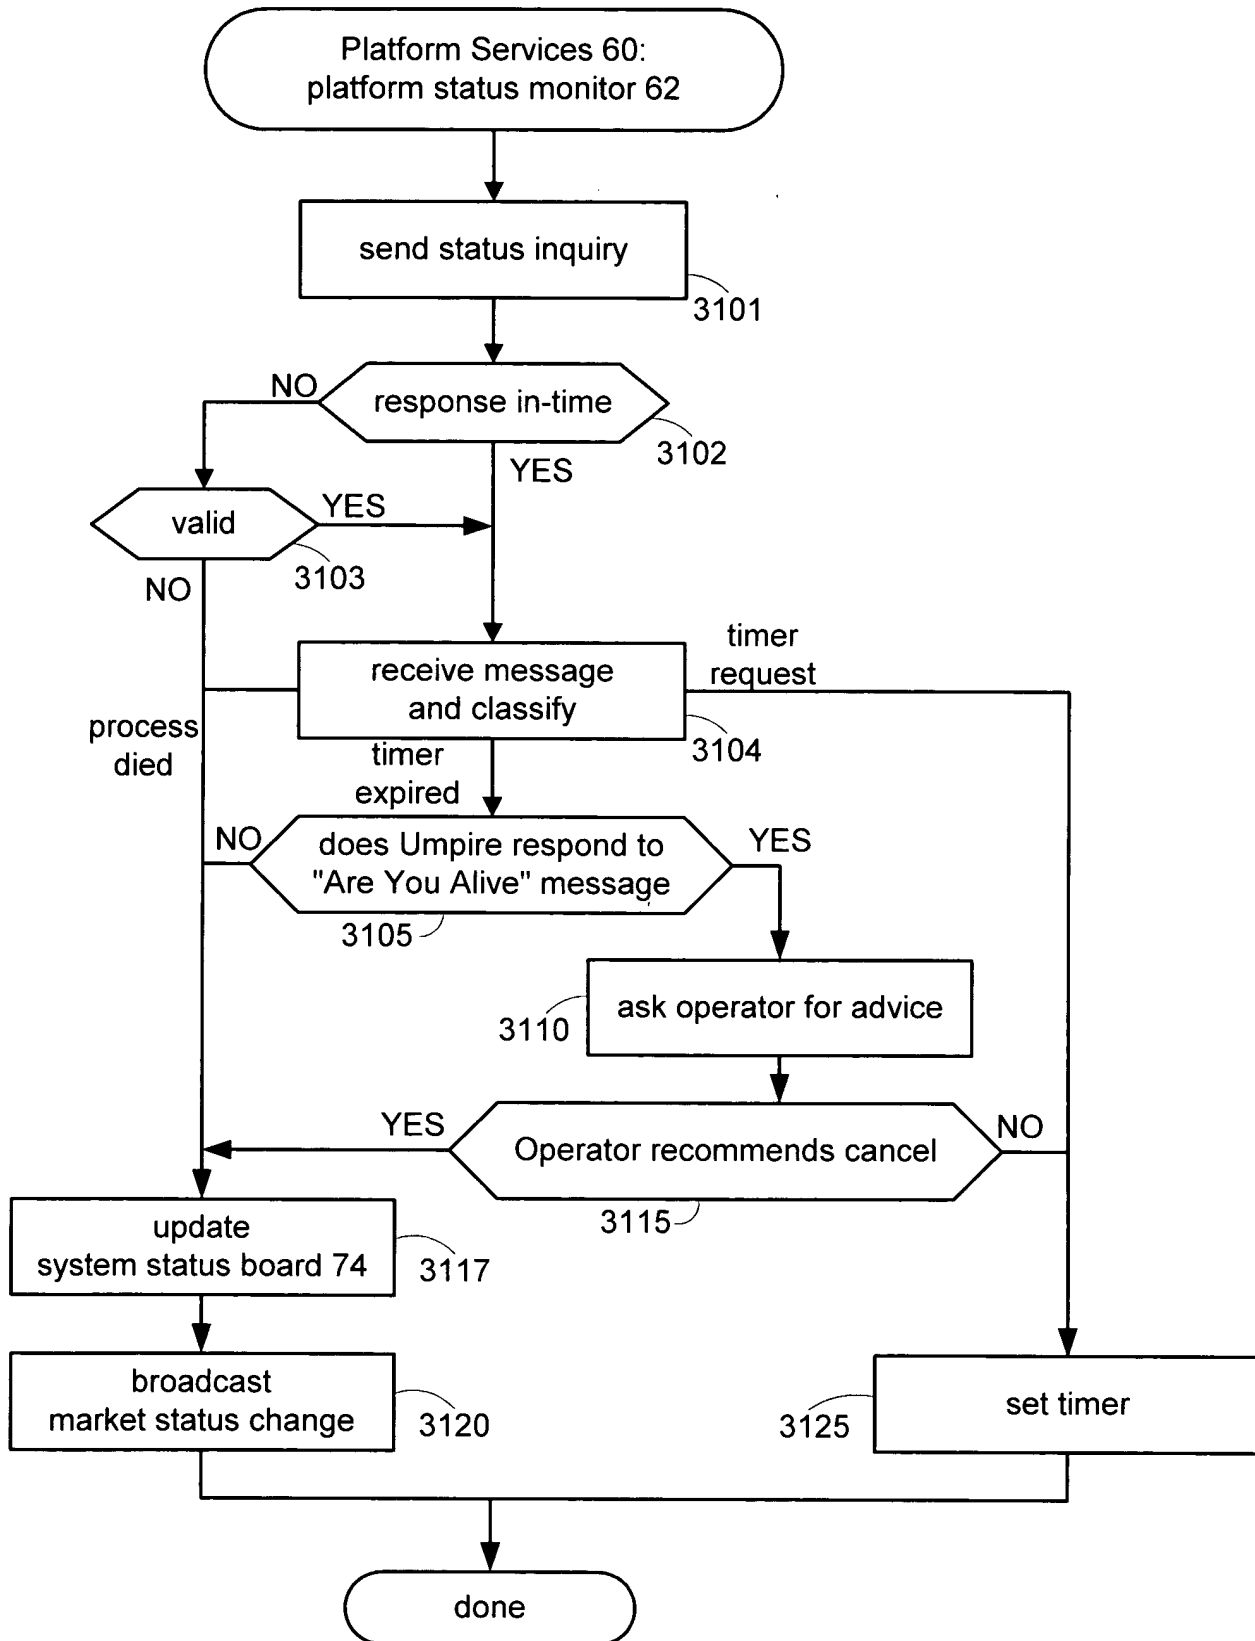 Platform Services 60:
platform status monitor 62
send status inquiry
3101
NO
response in-time
3102
YES
valid
YES
3103
NO
timer
request
receive message
and classify
3104
process
died
timer
expired
NO
does Umpire respond to
"Are You Alive" message
YES
3105
ask operator for advice
3110
YES
Operator recommends cancel
NO
3115
update
system status board 74
3117
broadcast
market status change
3120
set timer
3125
done